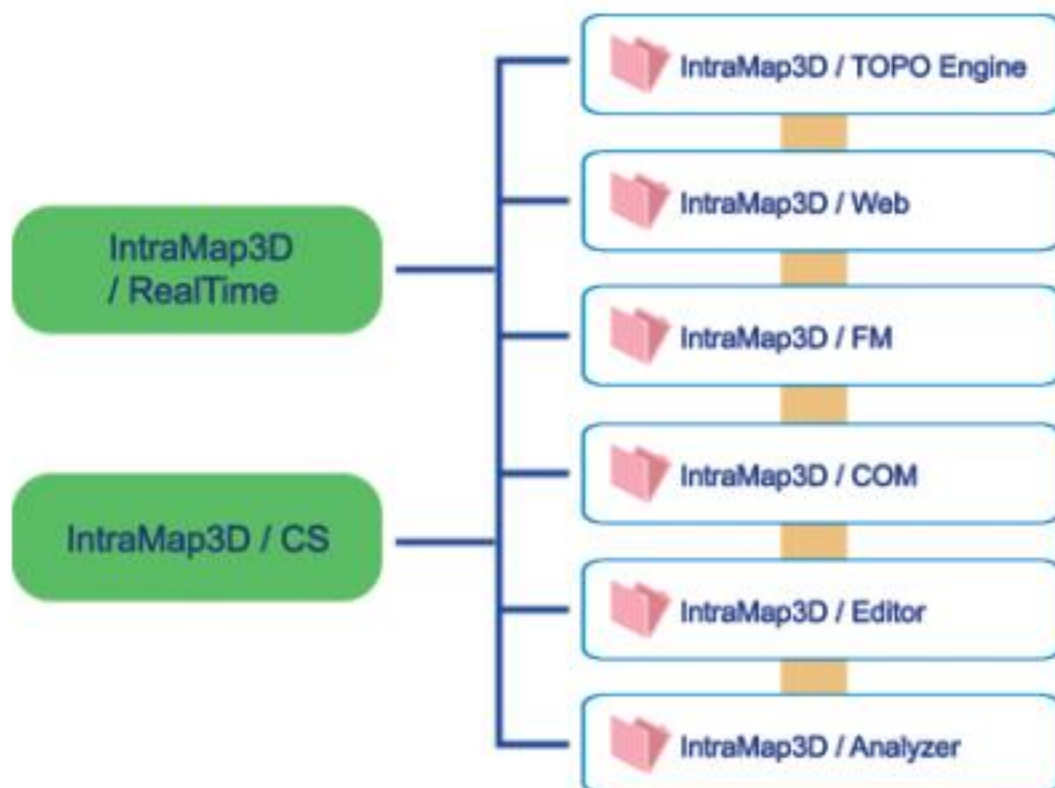 IntraMap3D
/ RealTime
IntraMap3D / CS
IntraMap3D / TOPO Engine
IntraMap3D / Web
IntraMap3D / FM
IntraMap3D / COM
IntraMap3D / Editor
IntraMap3D / Analyzer